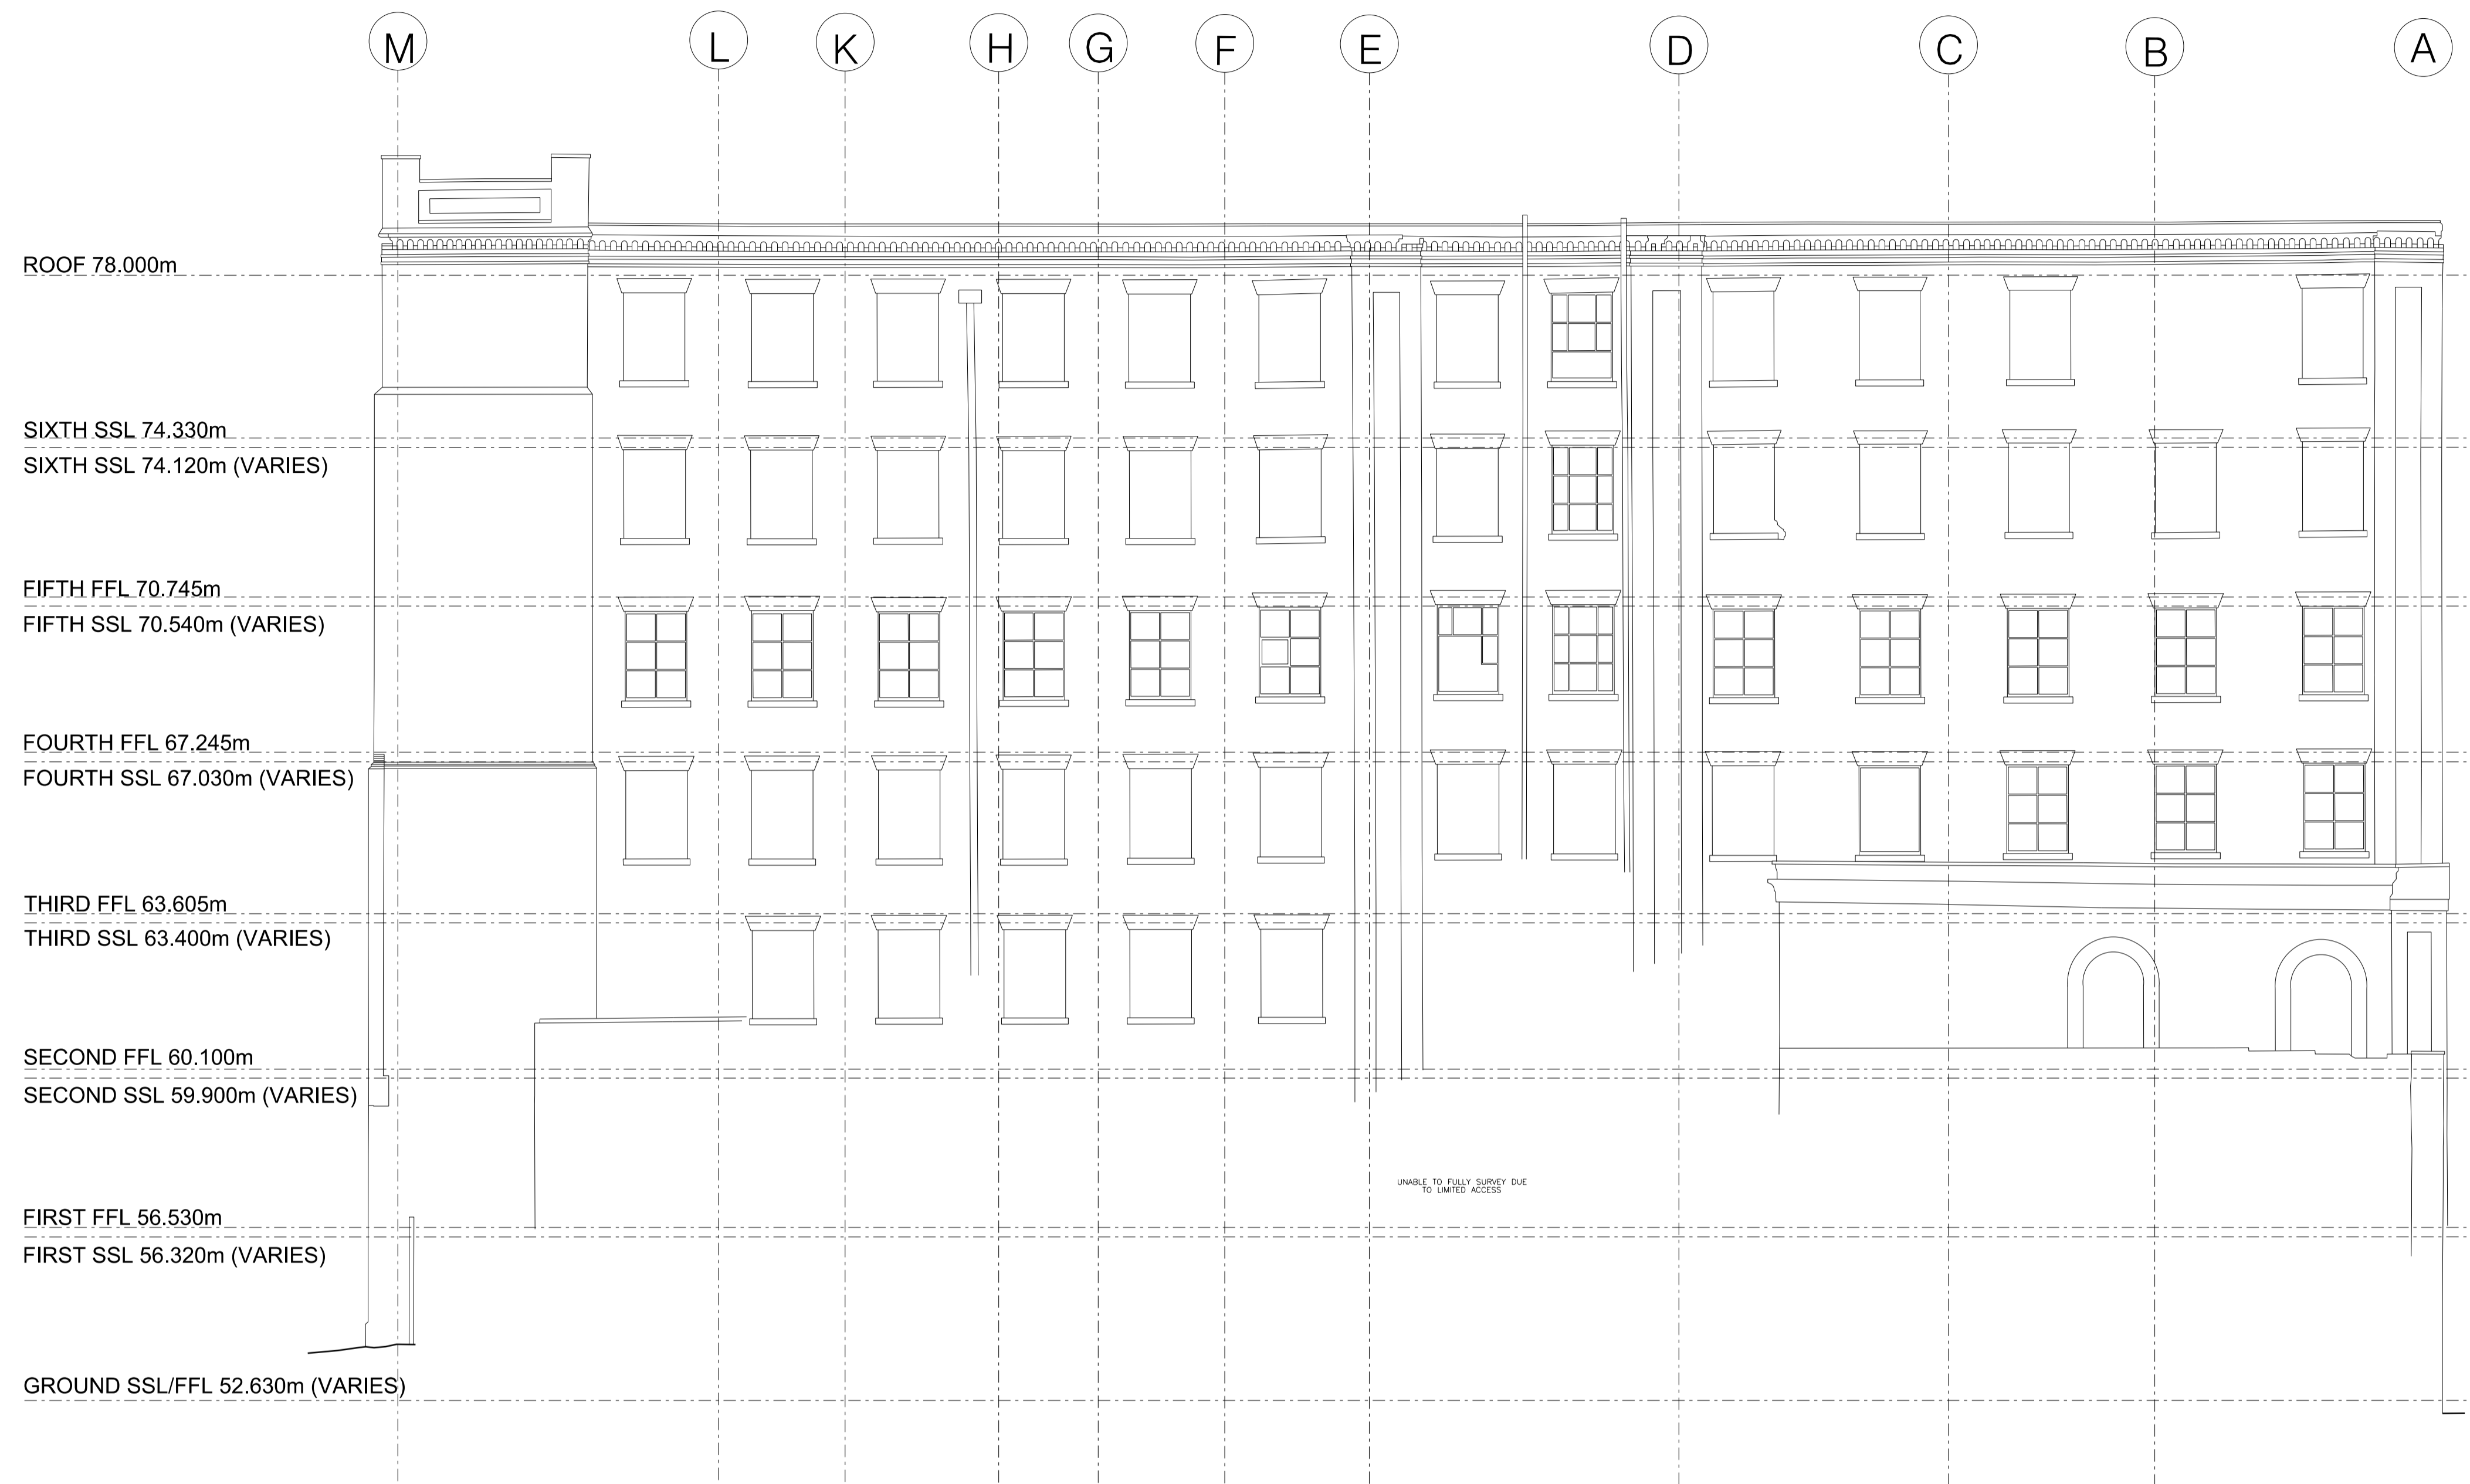 M L K H G F E D C B A
ROOF 78.000m
SIXTH SSL 74.330m
SIXTH SSL 74.120m (VARIES)
FIFTH FFL 70.745m
FIFTH SSL 70.540m (VARIES)
FOURTH FFL 67.245m
FOURTH SSL 67.030m (VARIES)
THIRD FFL 63.605m
THIRD SSL 63.400m (VARIES)
SECOND FFL 60.100m
SECOND SSL 59.900m (VARIES)
UNABLE TO FULLY SURVEY DUE
TO LIMITED ACCESS
FIRST FFL 56.530m
FIRST SSL 56.320m (VARIES)
GROUND SSL/FFL 52.630m (VARIES)